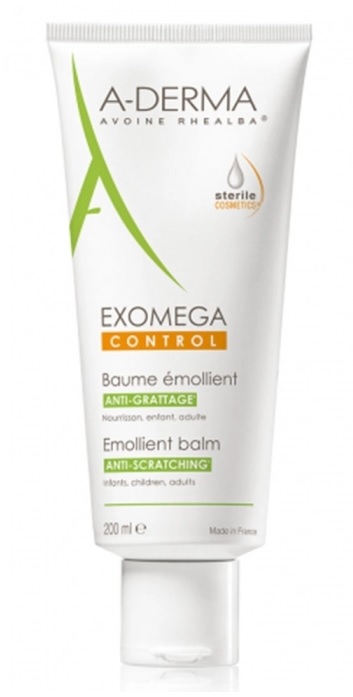 A-DERMA
AVOINE RHEALBA®
sterile
COSMETICS®
EXOMEGA
CONTROL
Baume émollient
ANTI-GRATTAGE*
Nourrisson, enfant, adulte
Emollient balm
ANTI-SCRATCHING*
Infants, children, adults
200 ml ℮
Made in France